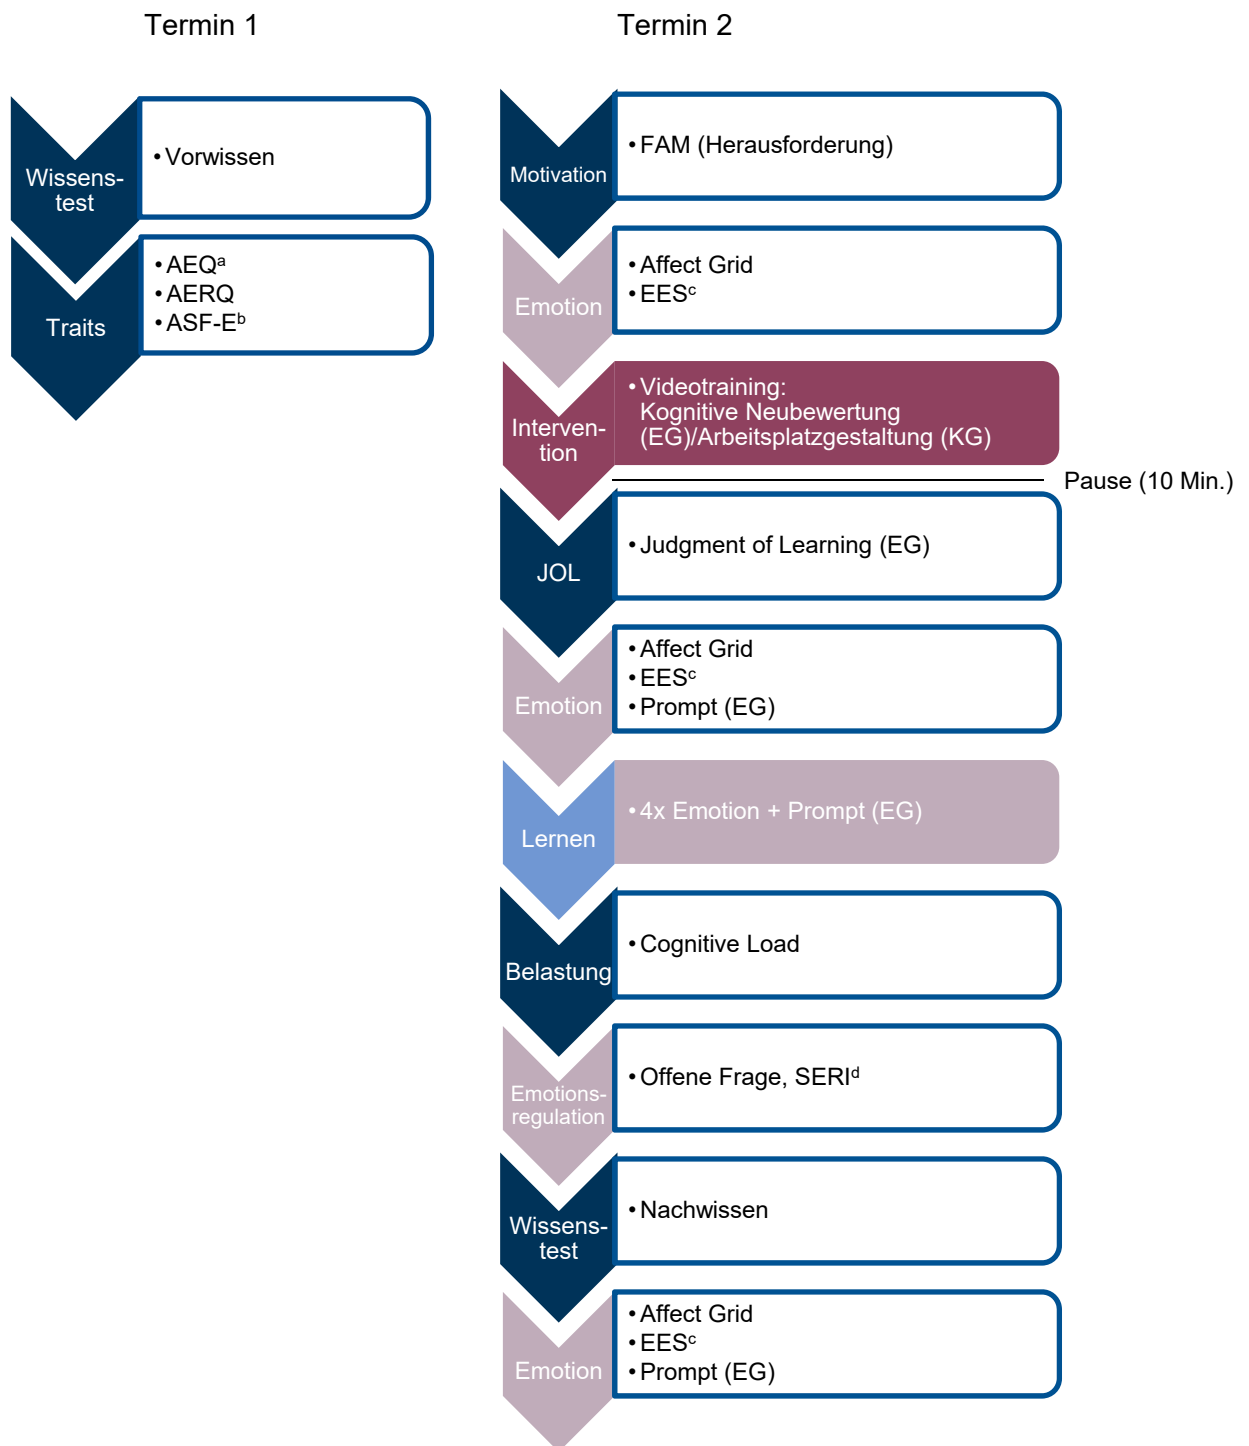 Termin 1
Wissens-
test
• Vorwissen
Traits
• AEQᵃ
• AERQ
• ASF-Eᵇ
Termin 2
Motivation
• FAM (Herausforderung)
Emotion
• Affect Grid
• EESᶜ
Interven-
tion
• Videotraining:
Kognitive Neubewertung
(EG)/Arbeitsplatzgestaltung (KG)
Pause (10 Min.)
JOL
• Judgment of Learning (EG)
Emotion
• Affect Grid
• EESᶜ
• Prompt (EG)
Lernen
• 4x Emotion + Prompt (EG)
Belastung
• Cognitive Load
Emotions-
regulation
• Offene Frage, SERIᵈ
Wissens-
test
• Nachwissen
Emotion
• Affect Grid
• EESᶜ
• Prompt (EG)